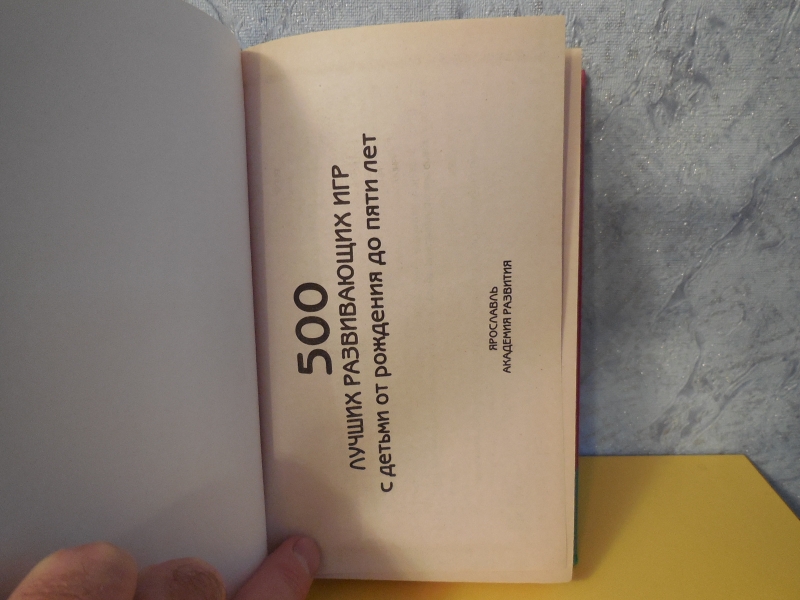 500
ЛУЧШИХ РАЗВИВАЮЩИХ ИГР
С ДЕТЬМИ ОТ РОЖДЕНИЯ ДО ПЯТИ ЛЕТ
ЯРОСЛАВЛЬ
АКАДЕМИЯ РАЗВИТИЯ